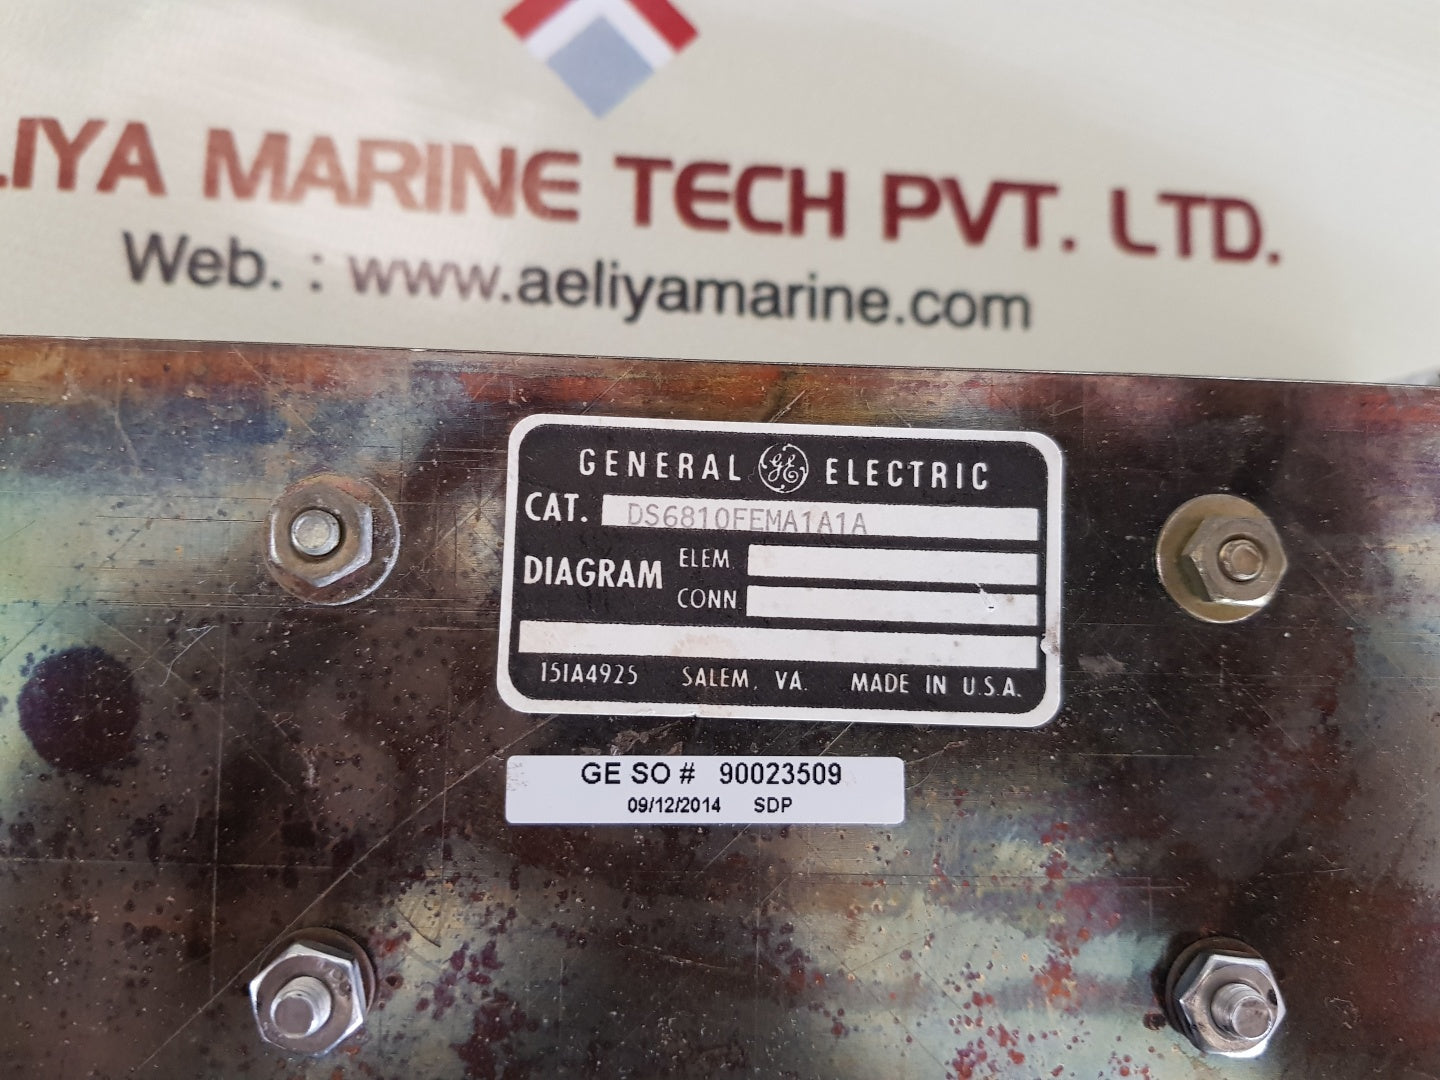 LIYA MARINE TECH PVT. LTD.
Web. : www.aeliyamarine.com
GENERAL GE ELECTRIC
CAT. DS6810FEMA1A1A
DIAGRAM ELEM
CONN
151A4925 SALEM, VA. MADE IN U.S.A.
GE SO # 90023509
09/12/2014 SDP